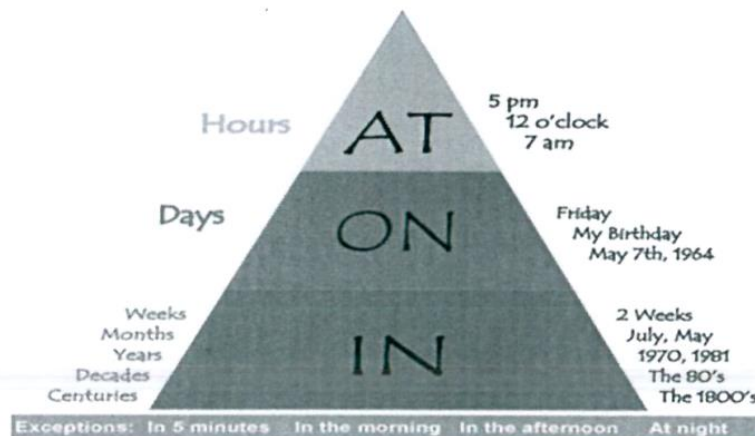 5 pm
Hours AT 12 o'clock
7 am
Days ON Friday
My Birthday
May 7th, 1964
Weeks 2 Weeks
Months July, May
Years IN 1970, 1981
Decades The 80's
Centuries The 1800's
Exceptions: In 5 minutes In the morning In the afternoon At night